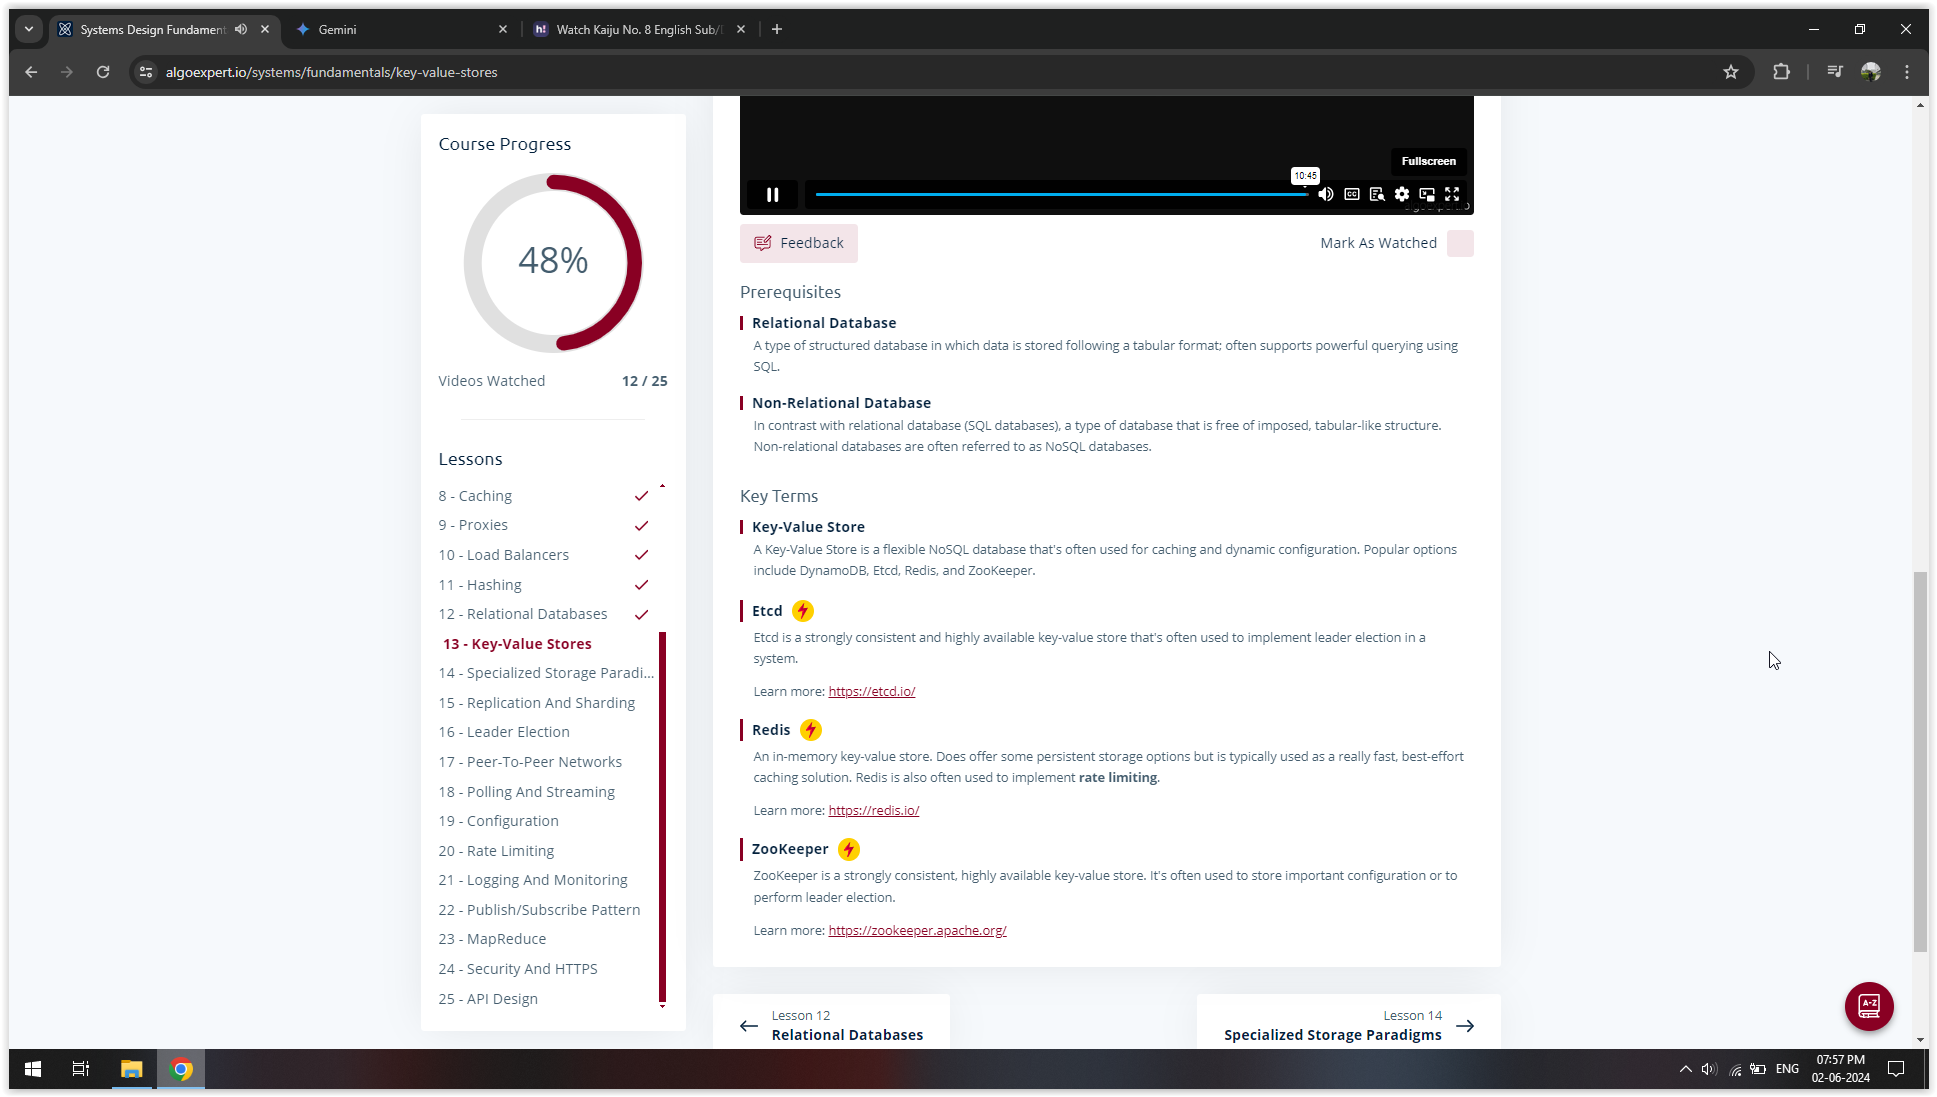 Systems Design Fundament
Gemini
Watch Kaiju No. 8 English Sub/
algoexpert.io/systems/fundamentals/key-value-stores
Course Progress
48%
Videos Watched 12 / 25
Lessons
8 - Caching
9 - Proxies
10 - Load Balancers
11 - Hashing
12 - Relational Databases
13 - Key-Value Stores
14 - Specialized Storage Paradi...
15 - Replication And Sharding
16 - Leader Election
17 - Peer-To-Peer Networks
18 - Polling And Streaming
19 - Configuration
20 - Rate Limiting
21 - Logging And Monitoring
22 - Publish/Subscribe Pattern
23 - MapReduce
24 - Security And HTTPS
25 - API Design
Fullscreen
10:45
CC
Feedback
Mark As Watched
Prerequisites
Relational Database
A type of structured database in which data is stored following a tabular format; often supports powerful querying using
SQL.
Non-Relational Database
In contrast with relational database (SQL databases), a type of database that is free of imposed, tabular-like structure.
Non-relational databases are often referred to as NoSQL databases.
Key Terms
Key-Value Store
A Key-Value Store is a flexible NoSQL database that's often used for caching and dynamic configuration. Popular options
include DynamoDB, Etcd, Redis, and ZooKeeper.
Etcd
Etcd is a strongly consistent and highly available key-value store that's often used to implement leader election in a
system.
Learn more: https://etcd.io/
Redis
An in-memory key-value store. Does offer some persistent storage options but is typically used as a really fast, best-effort
caching solution. Redis is also often used to implement rate limiting.
Learn more: https://redis.io/
ZooKeeper
ZooKeeper is a strongly consistent, highly available key-value store. It's often used to store important configuration or to
perform leader election.
Learn more: https://zookeeper.apache.org/
Lesson 12
Relational Databases
Lesson 14
Specialized Storage Paradigms
A-Z
ENG
07:57 PM
02-06-2024